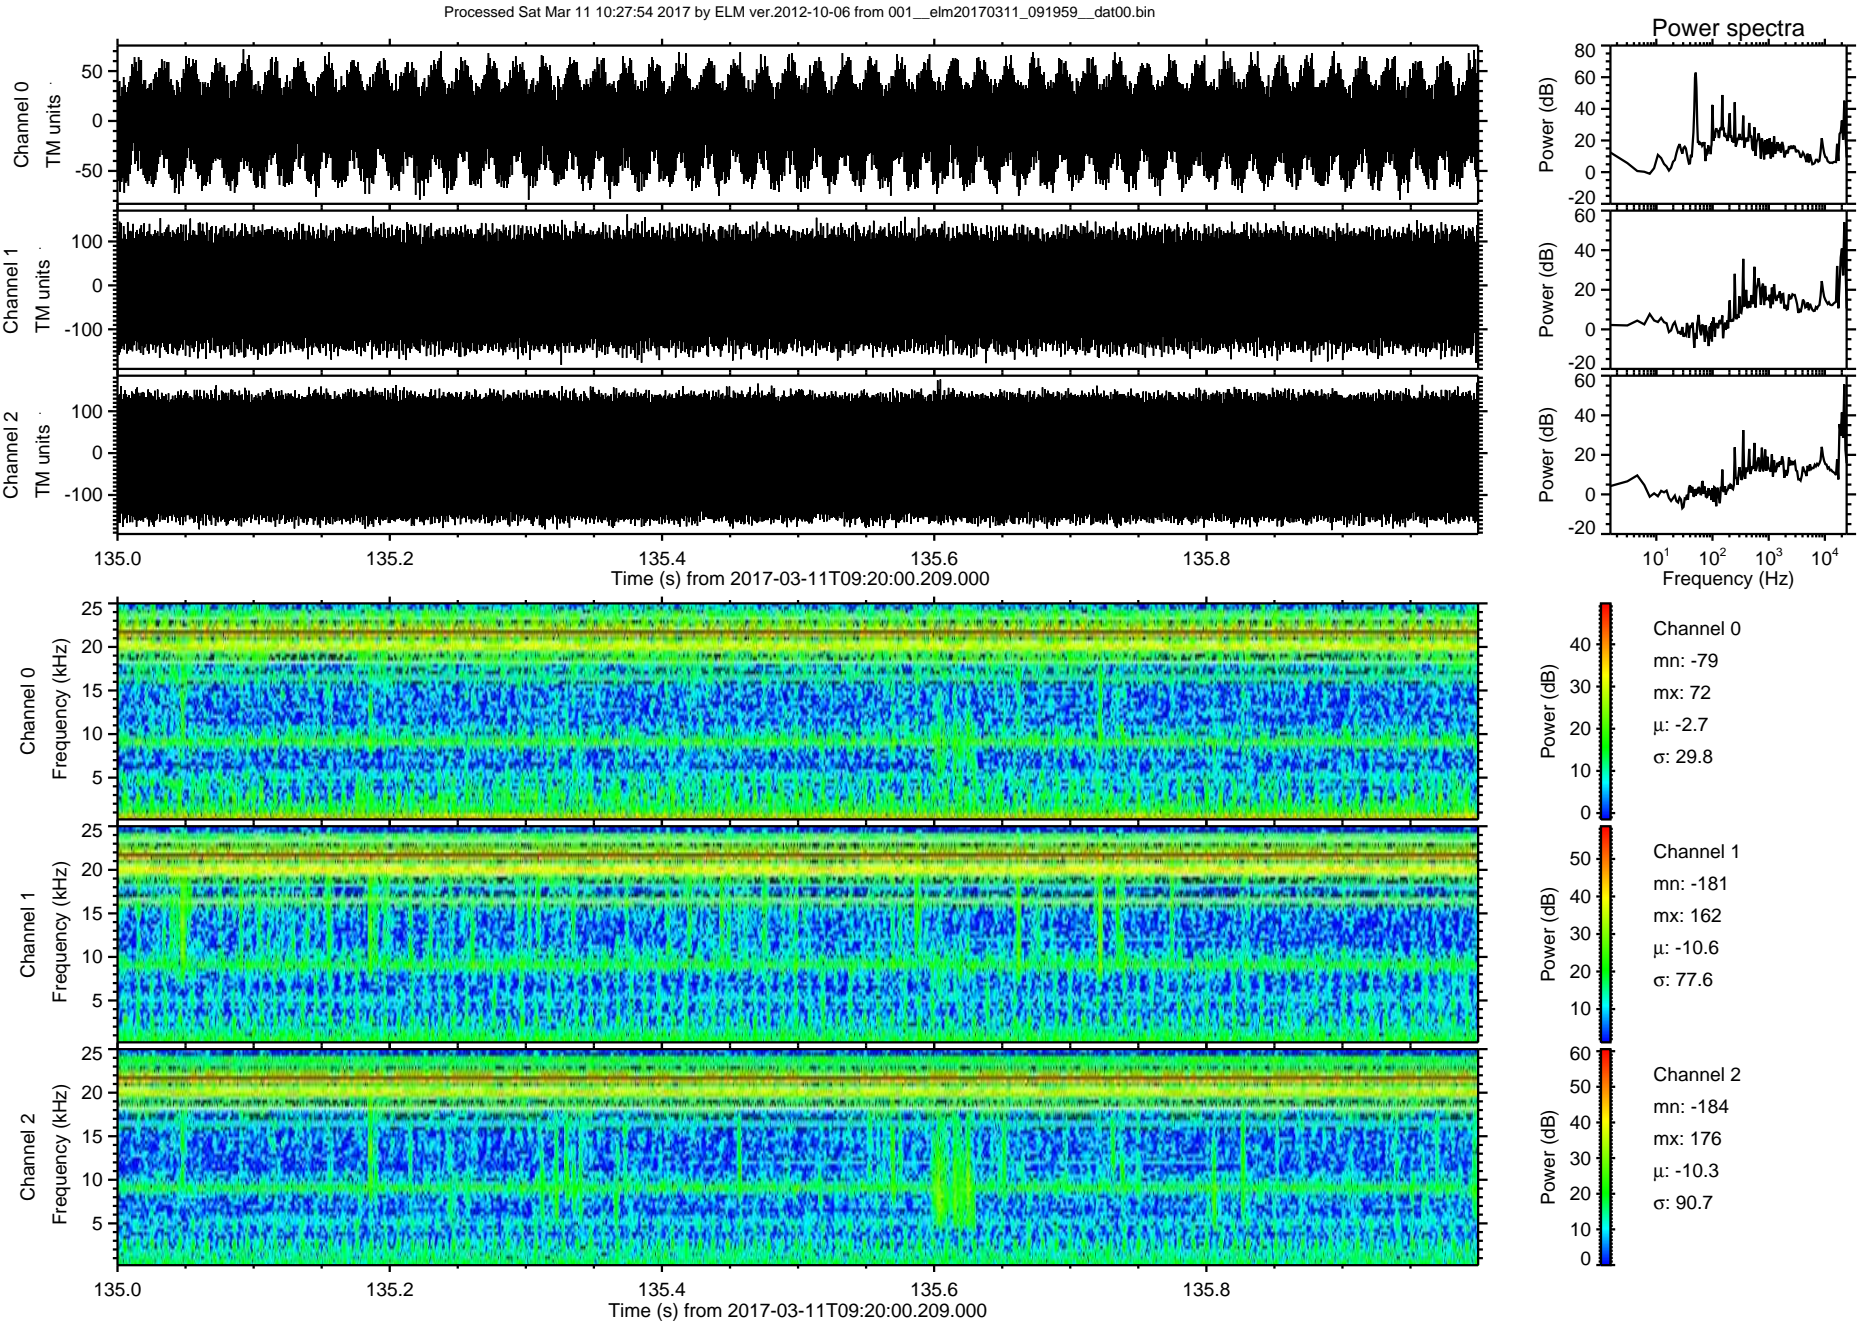 Processed Sat Mar 11 10:27:54 2017 by ELM ver.2012-10-06 from 001__elm20170311_091959__dat00.bin
Power spectra
Channel 0
TM units
50
0
-50
Power (dB)
80
60
40
20
0
-20
Channel 1
TM units
100
0
-100
Power (dB)
60
40
20
0
-20
Channel 2
TM units
100
0
-100
Power (dB)
60
40
20
0
-20
135.0 135.2 135.4 135.6 135.8
Time (s) from 2017-03-11T09:20:00.209.000
10¹ 10² 10³ 10⁴
Frequency (Hz)
Channel 0
Frequency (kHz)
25
20
15
10
5
Power (dB)
40
30
20
10
0
Channel 0
mn: -79
mx: 72
μ: -2.7
σ: 29.8
Channel 1
Frequency (kHz)
25
20
15
10
5
Power (dB)
50
40
30
20
10
Channel 1
mn: -181
mx: 162
μ: -10.6
σ: 77.6
Channel 2
Frequency (kHz)
25
20
15
10
5
Power (dB)
60
50
40
30
20
10
0
Channel 2
mn: -184
mx: 176
μ: -10.3
σ: 90.7
135.0 135.2 135.4 135.6 135.8
Time (s) from 2017-03-11T09:20:00.209.000